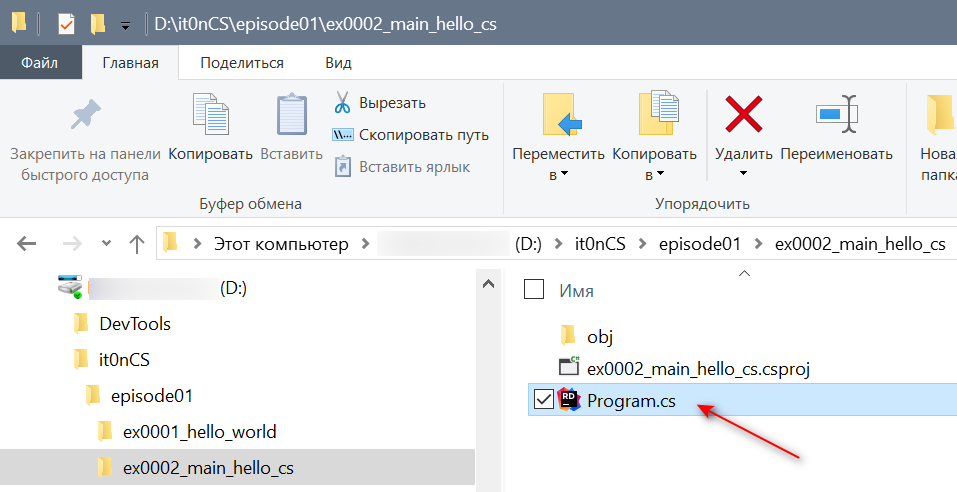 D:\it0nCS\episode01\ex0002_main_hello_cs
Файл Главная Поделиться Вид
Закрепить на панели быстрого доступа
Копировать
Вставить
Вырезать
Скопировать путь
Вставить ярлык
Переместить в
Копировать в
Удалить
Переименовать
Новая папка
Буфер обмена
Упорядочить
Этот компьютер (D:) it0nCS episode01 ex0002_main_hello_cs
(D:)
DevTools
it0nCS
episode01
ex0001_hello_world
ex0002_main_hello_cs
Имя
obj
C# ex0002_main_hello_cs.csproj
RD Program.cs